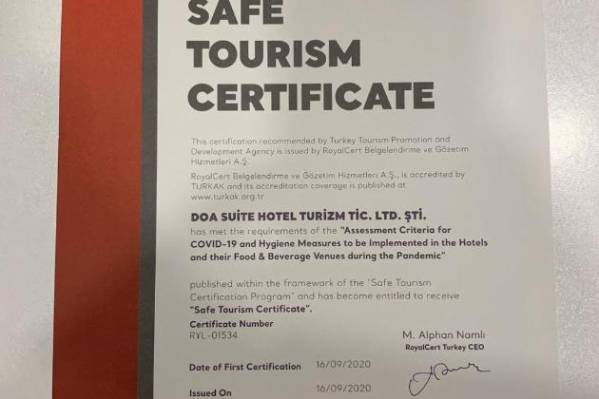 SAFE
TOURISM
CERTIFICATE
This certification recommended by Turkey Tourism Promotion and
Development Agency is issued by RoyalCert Belgelendirme ve Gözetim
Hizmetleri A.Ş.
RoyalCert Belgelendirme ve Gözetim Hizmetleri A.Ş., is accredited by
TURKAK and its accreditation coverage is published at
www.turkak.org.tr
DOA SUİTE HOTEL TURİZM TİC. LTD. ŞTİ.
has met the requirements of the "Assessment Criteria for
COVID-19 and Hygiene Measures to be Implemented in the Hotels
and their Food & Beverage Venues during the Pandemic"
published within the framework of the "Safe Tourism
Certification Program" and has become entitled to receive
"Safe Tourism Certificate".
Certificate Number
RYL-01534
M. Alphan Namlı
RoyalCert Turkey CEO
Date of First Certification 16/09/2020
Issued On 16/09/2020